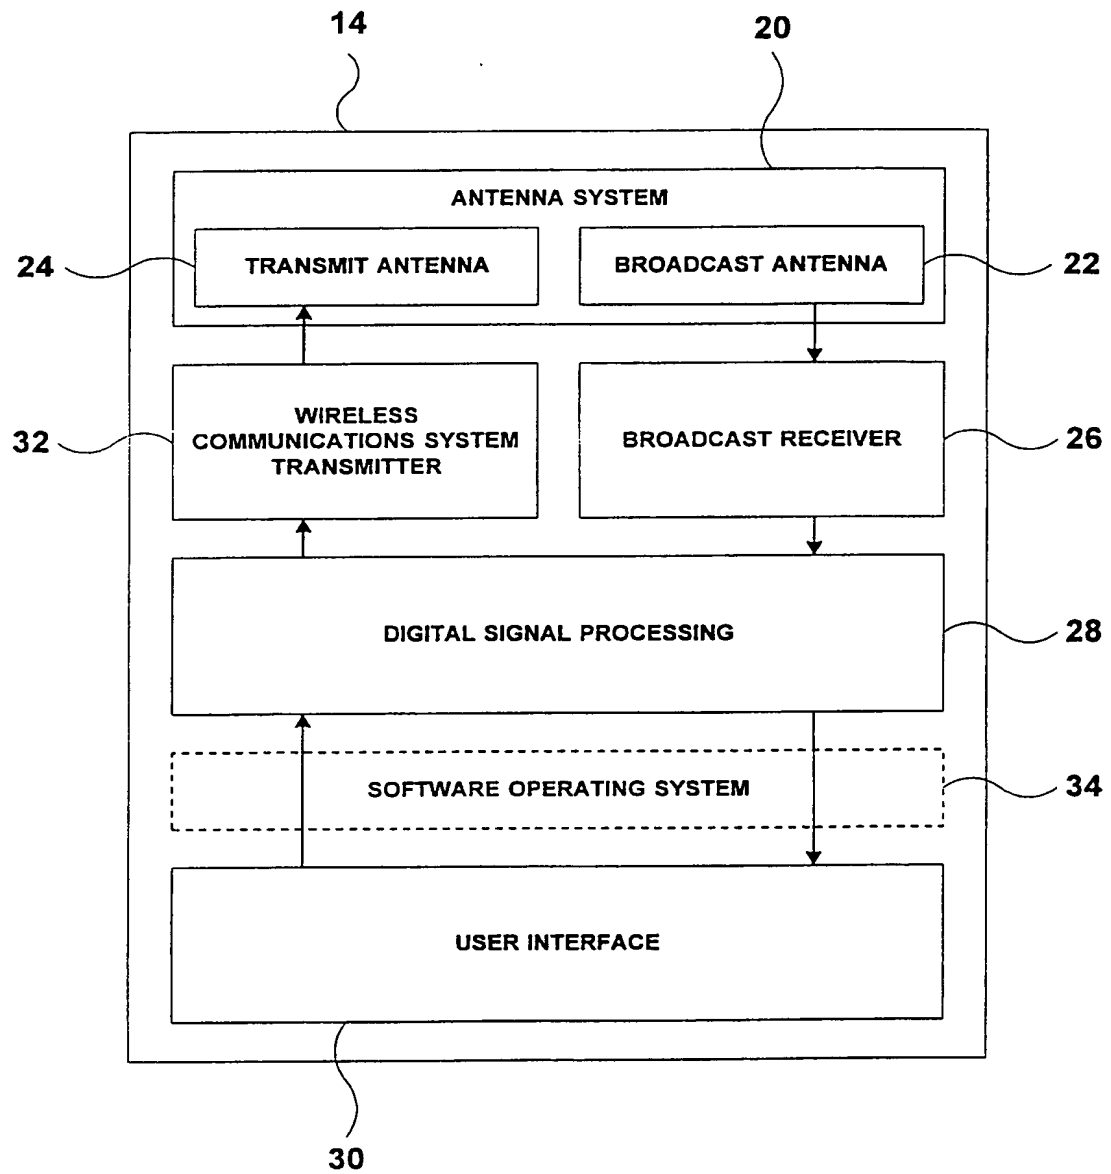 14
20
ANTENNA SYSTEM
24
TRANSMIT ANTENNA
BROADCAST ANTENNA
22
32
WIRELESS
COMMUNICATIONS SYSTEM
TRANSMITTER
BROADCAST RECEIVER
26
DIGITAL SIGNAL PROCESSING
28
SOFTWARE OPERATING SYSTEM
34
USER INTERFACE
30